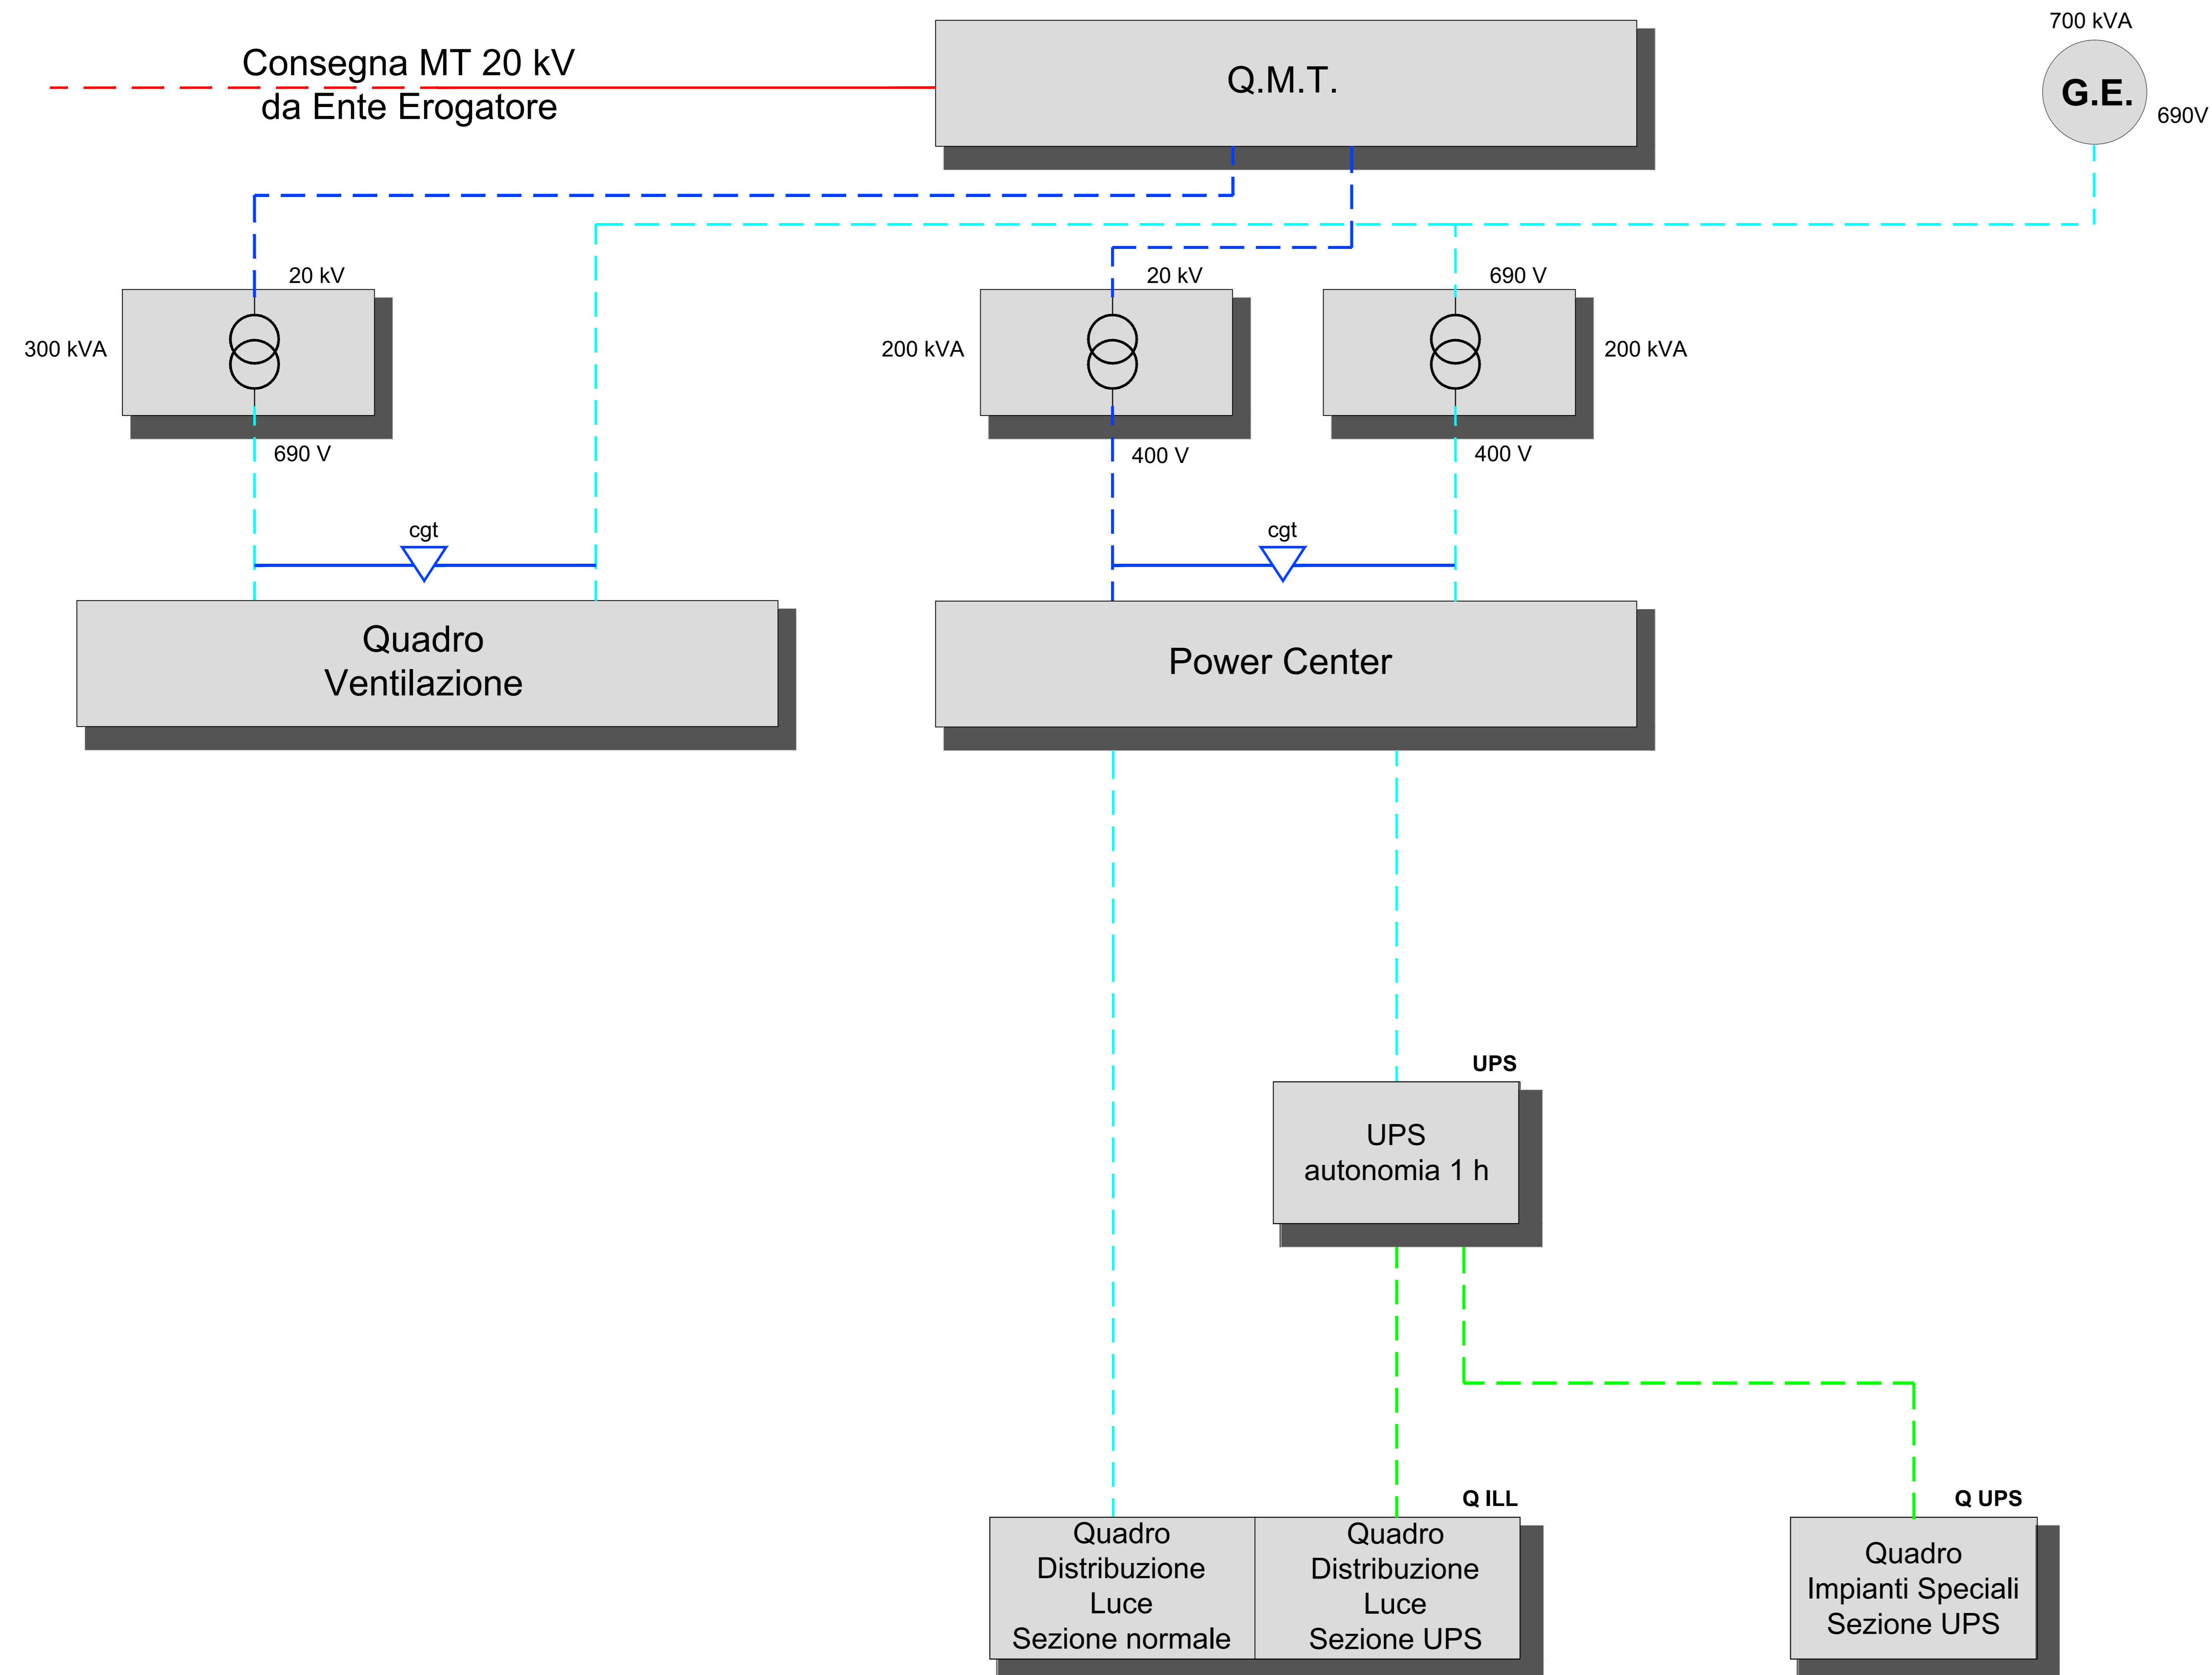 Consegna MT 20 kV
da Ente Erogatore
Q.M.T.
700 kVA
G.E.
690V
20 kV
300 kVA
690 V
20 kV
200 kVA
400 V
690 V
200 kVA
400 V
cgt
cgt
Quadro
Ventilazione
Power Center
UPS
UPS
autonomia 1 h
Q ILL
Quadro
Distribuzione
Luce
Sezione normale
Quadro
Distribuzione
Luce
Sezione UPS
Q UPS
Quadro
Impianti Speciali
Sezione UPS